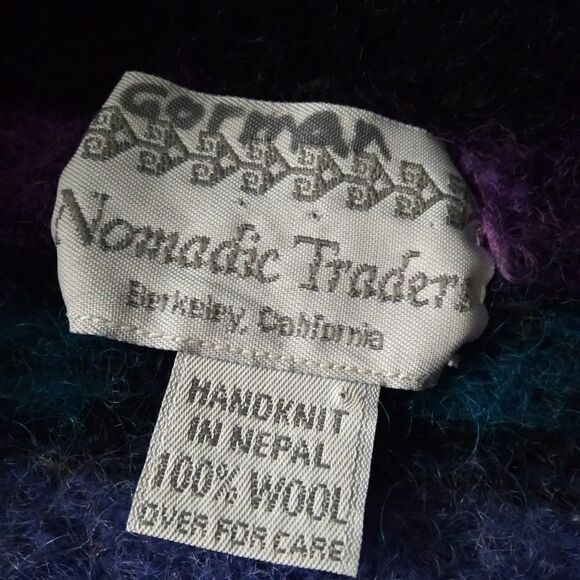 Gorman
Nomadic Traders
Berkeley, California
HANDKNIT
IN NEPAL
100% WOOL
OVER FOR CARE